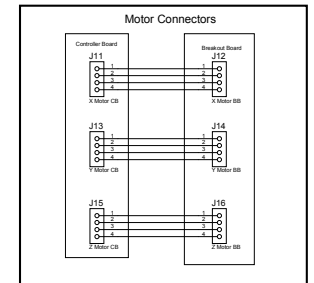 Motor Connectors
Controller Board
Breakout Board
J11
J12
1 1
2 2
3 3
4 4
X Motor CB
X Motor BB
J13
J14
1 1
2 2
3 3
4 4
Y Motor CB
Y Motor BB
J15
J16
1 1
2 2
3 3
4 4
Z Motor CB
Z Motor BB